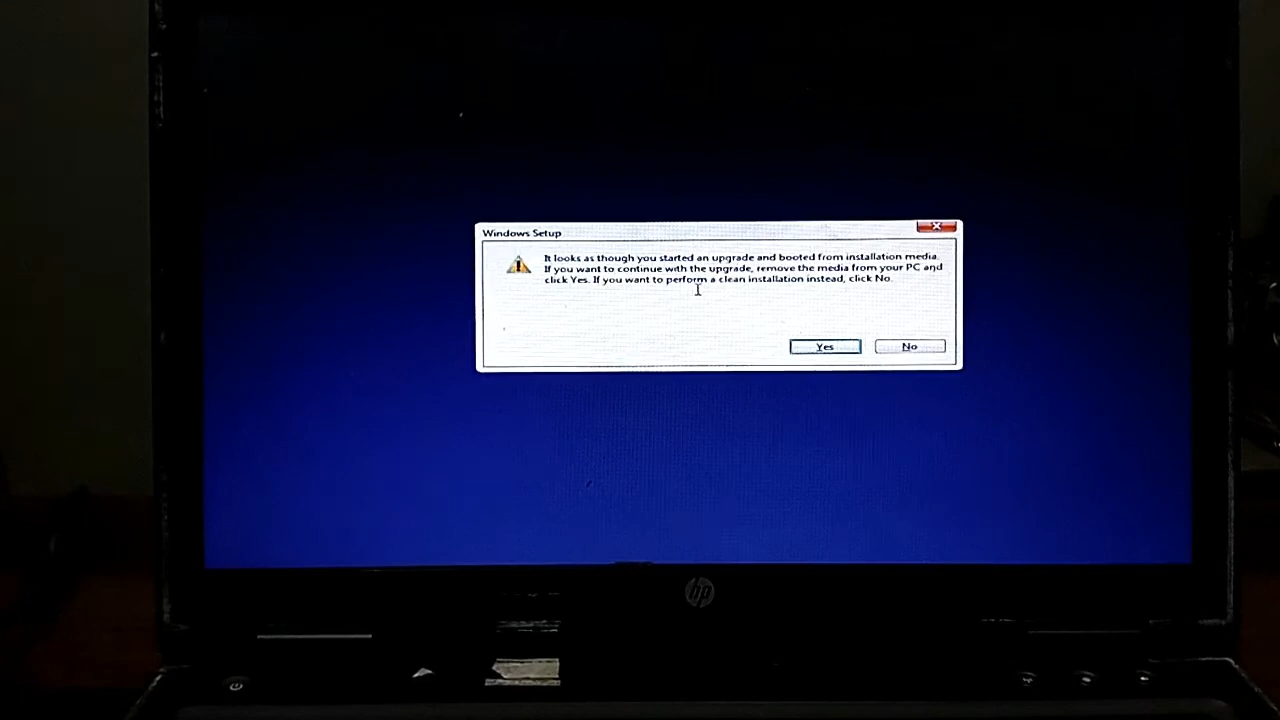 Windows Setup
It looks as though you started an upgrade and booted from installation media.
If you want to continue with the upgrade, remove the media from your PC and
click Yes. If you want to perform a clean installation instead, click No.
Yes No
hp